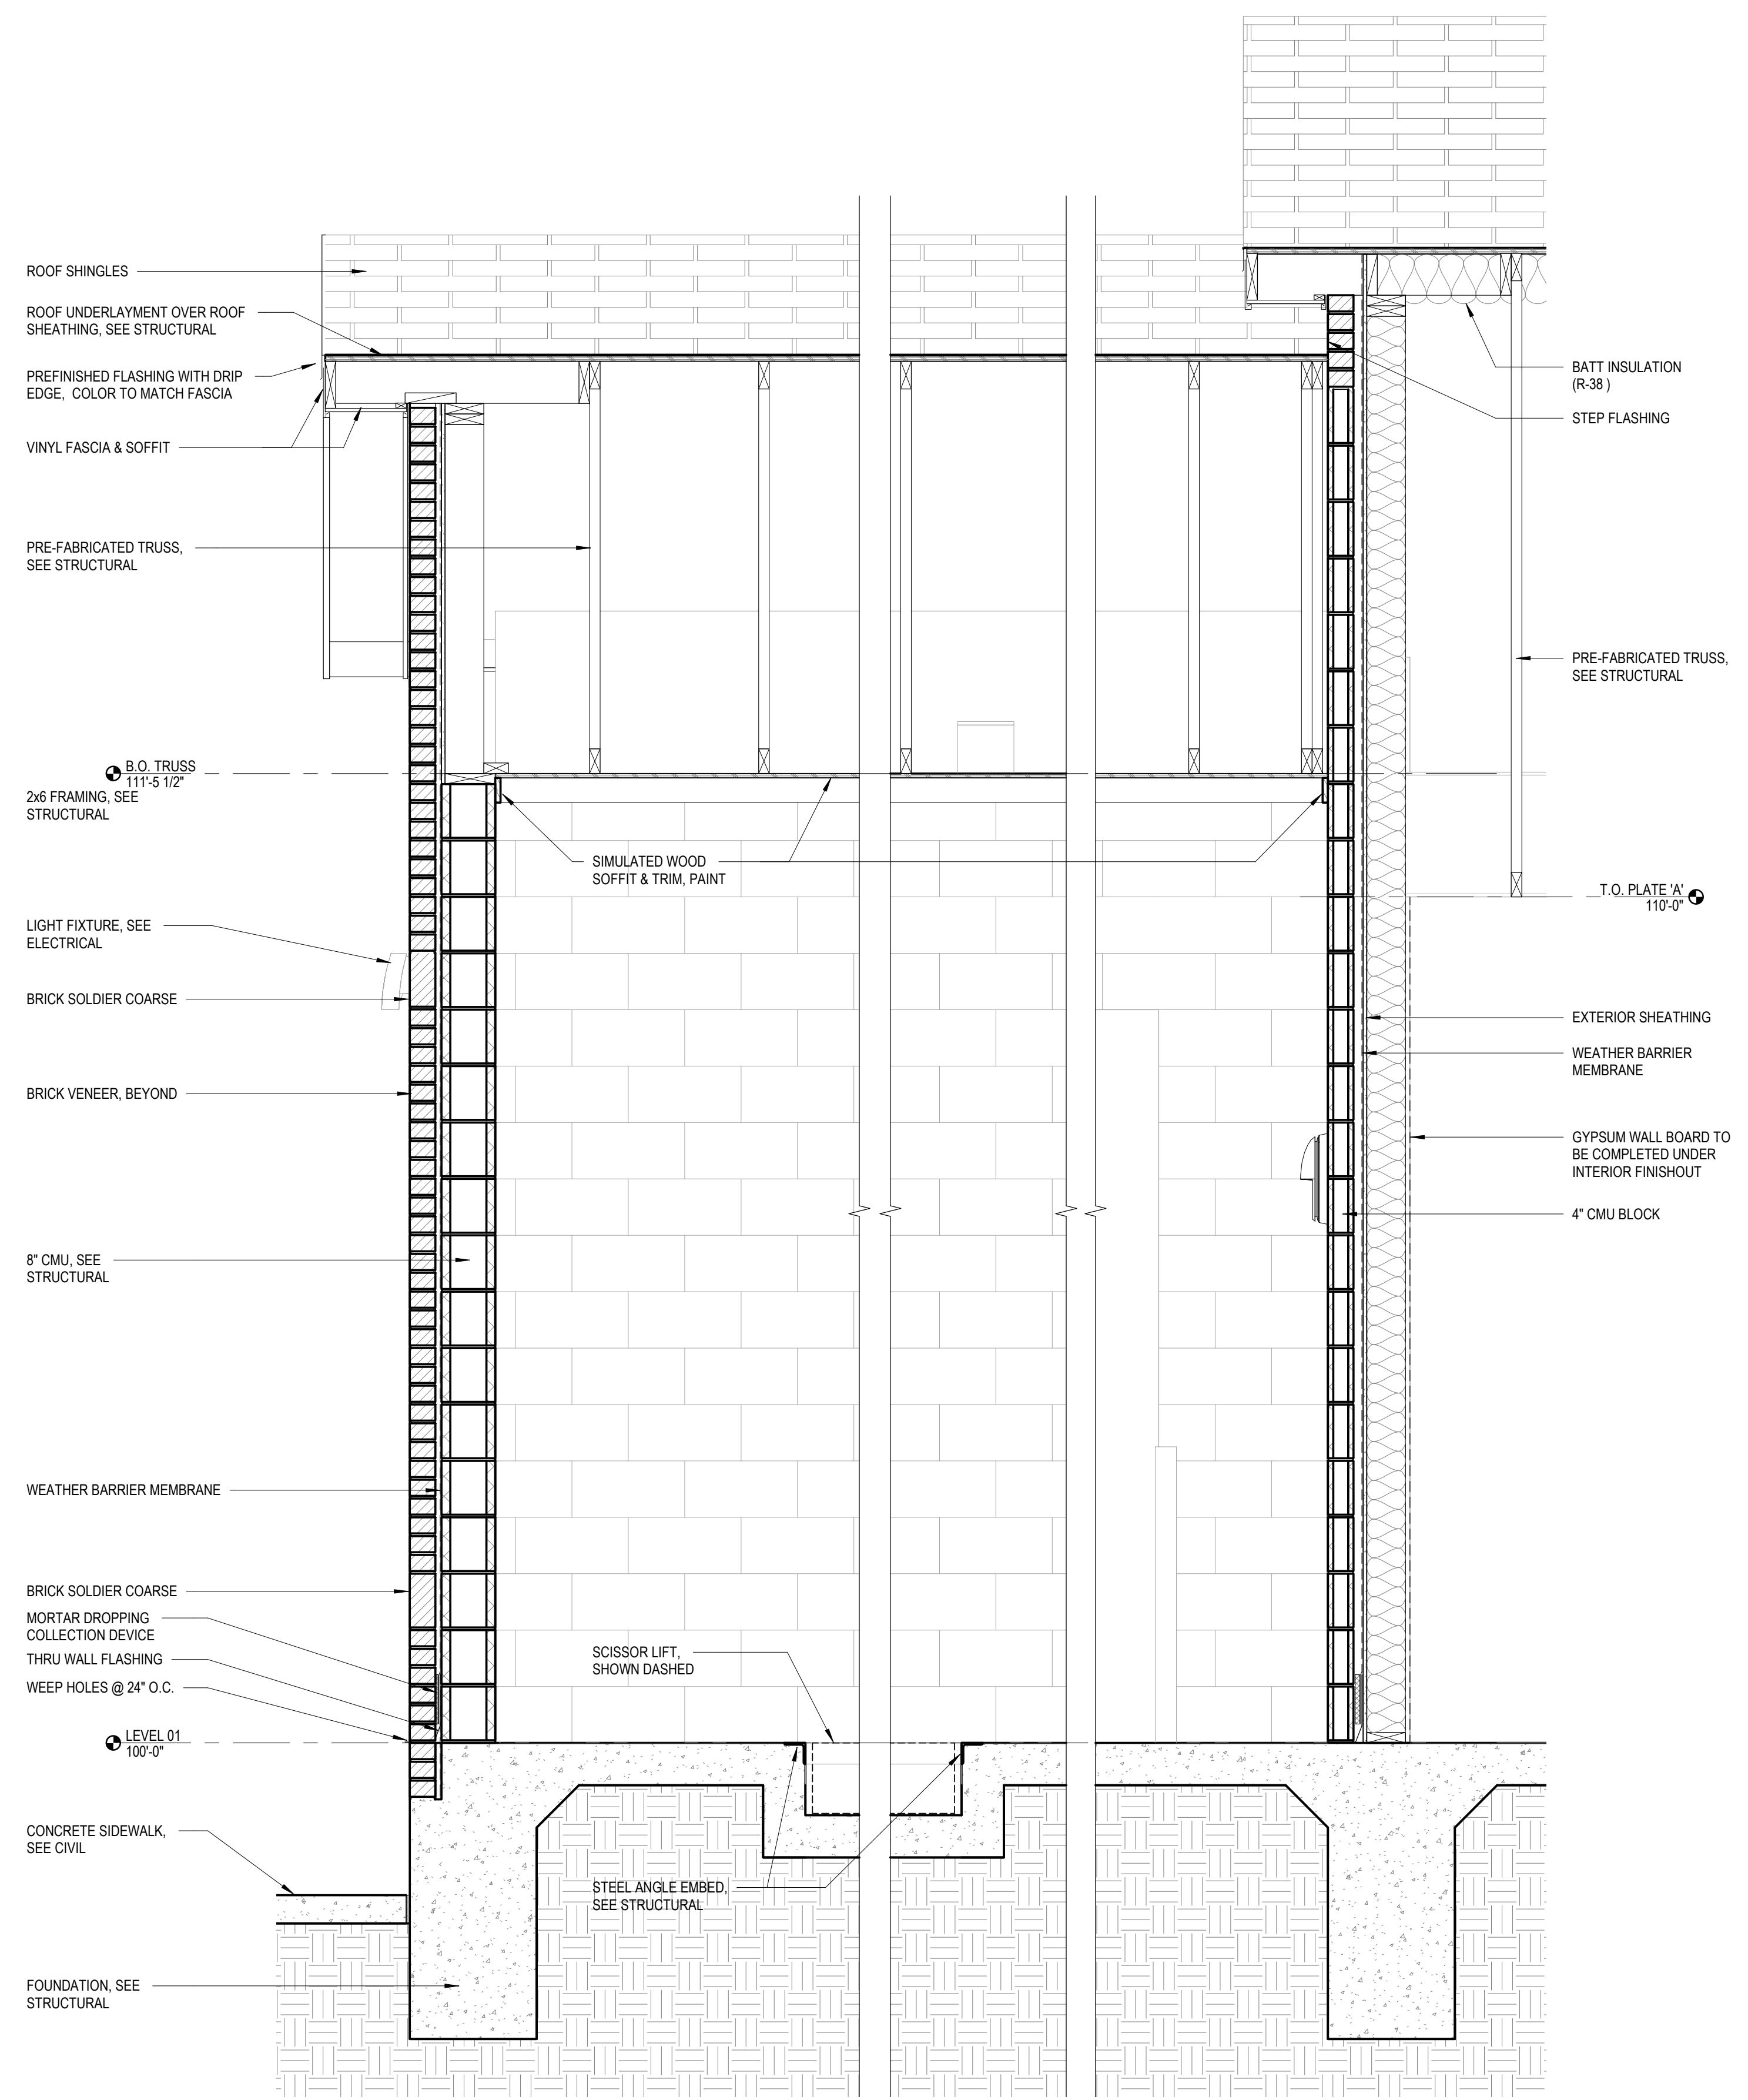 ROOF SHINGLES
ROOF UNDERLAYMENT OVER ROOF
SHEATHING, SEE STRUCTURAL
PREFINISHED FLASHING WITH DRIP
EDGE, COLOR TO MATCH FASCIA
VINYL FASCIA & SOFFIT
PRE-FABRICATED TRUSS,
SEE STRUCTURAL
B.O. TRUSS
111'-5 1/2"
2x6 FRAMING, SEE
STRUCTURAL
LIGHT FIXTURE, SEE
ELECTRICAL
BRICK SOLDIER COARSE
BRICK VENEER, BEYOND
8" CMU, SEE
STRUCTURAL
WEATHER BARRIER MEMBRANE
BRICK SOLDIER COARSE
MORTAR DROPPING
COLLECTION DEVICE
THRU WALL FLASHING
WEEP HOLES @ 24" O.C.
LEVEL 01
100'-0"
CONCRETE SIDEWALK,
SEE CIVIL
FOUNDATION, SEE
STRUCTURAL
SIMULATED WOOD
SOFFIT & TRIM, PAINT
SCISSOR LIFT,
SHOWN DASHED
STEEL ANGLE EMBED,
SEE STRUCTURAL
BATT INSULATION
(R-38 )
STEP FLASHING
PRE-FABRICATED TRUSS,
SEE STRUCTURAL
T.O. PLATE 'A'
110'-0"
EXTERIOR SHEATHING
WEATHER BARRIER
MEMBRANE
GYPSUM WALL BOARD TO
BE COMPLETED UNDER
INTERIOR FINISHOUT
4" CMU BLOCK